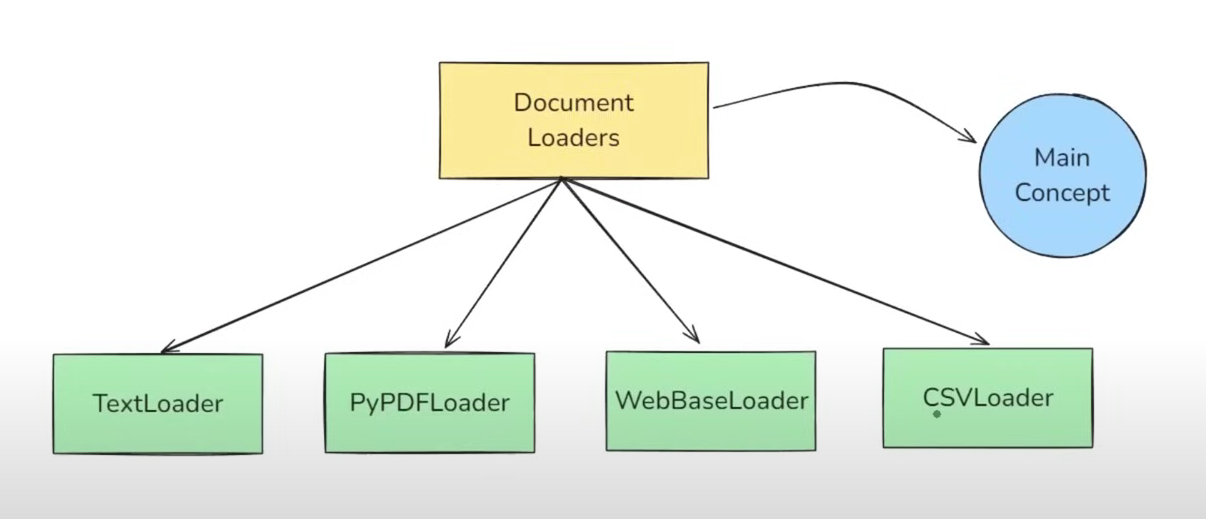 Document
Loaders
Main
Concept
TextLoader
PyPDFLoader
WebBaseLoader
CSVLoader